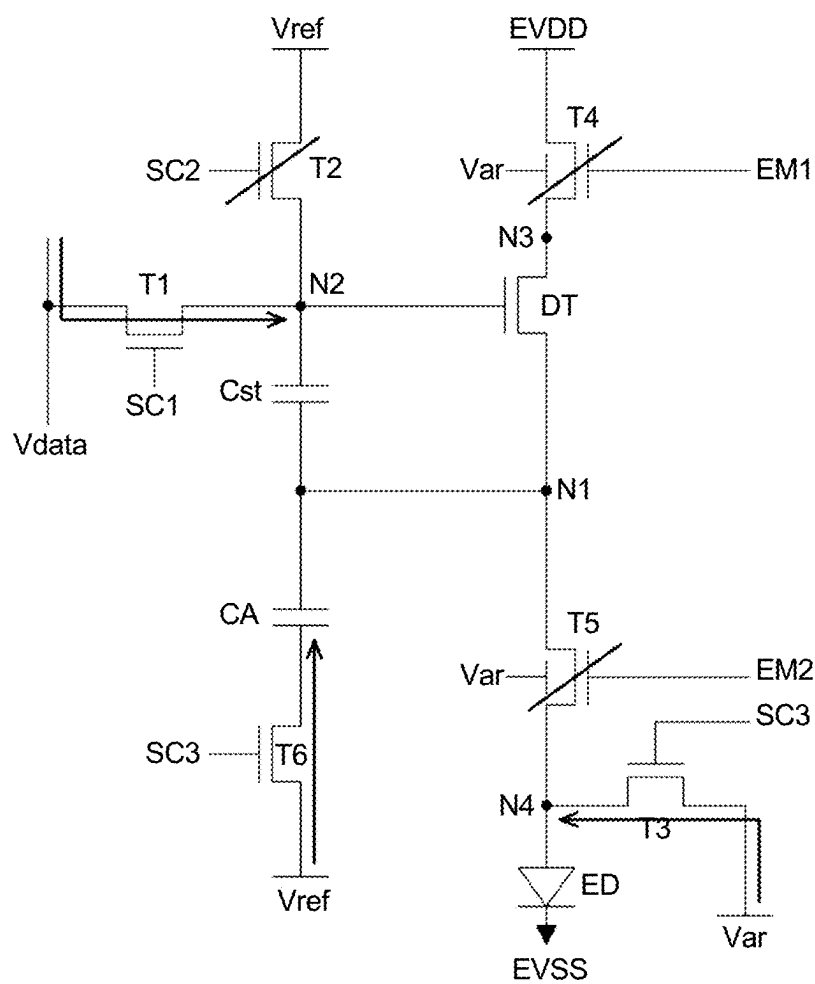 Vref
EVDD
SC2
T2
Var
T4
EM1
N3
T1
N2
DT
SC1
Cst
Vdata
N1
CA
T5
Var
EM2
SC3
SC3
T6
N4
T3
Vref
ED
Var
EVSS